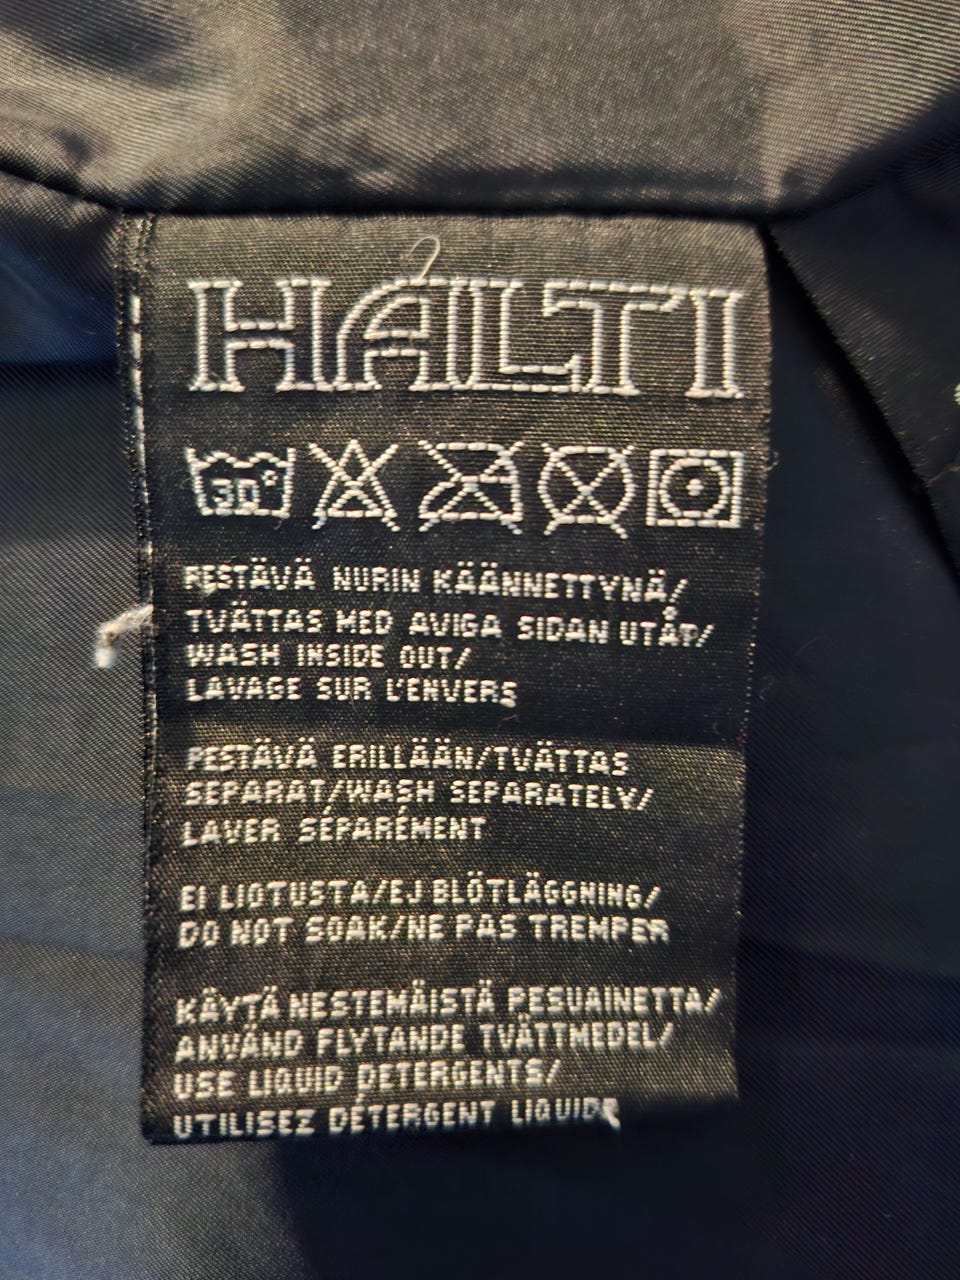 HALTI
30°
PESTÄVÄ NURIN KÄÄNNETTYNÄ/
TVÄTTAS MED AVIGA SIDAN UTÅT/
WASH INSIDE OUT/
LAVAGE SUR L'ENVERS
PESTÄVÄ ERILLÄÄN/TVÄTTAS
SEPARAT/WASH SEPARATELY/
LAVER SÉPARÉMENT
EI LIOTUSTA/EJ BLÖTLÄGGNING/
DO NOT SOAK/NE PAS TREMPER
KÄYTÄ NESTEMÄISTÄ PESUAINETTA/
ANVÄND FLYTANDE TVÄTTMEDEL/
USE LIQUID DETERGENTS/
UTILISEZ DÉTERGENT LIQUIDE